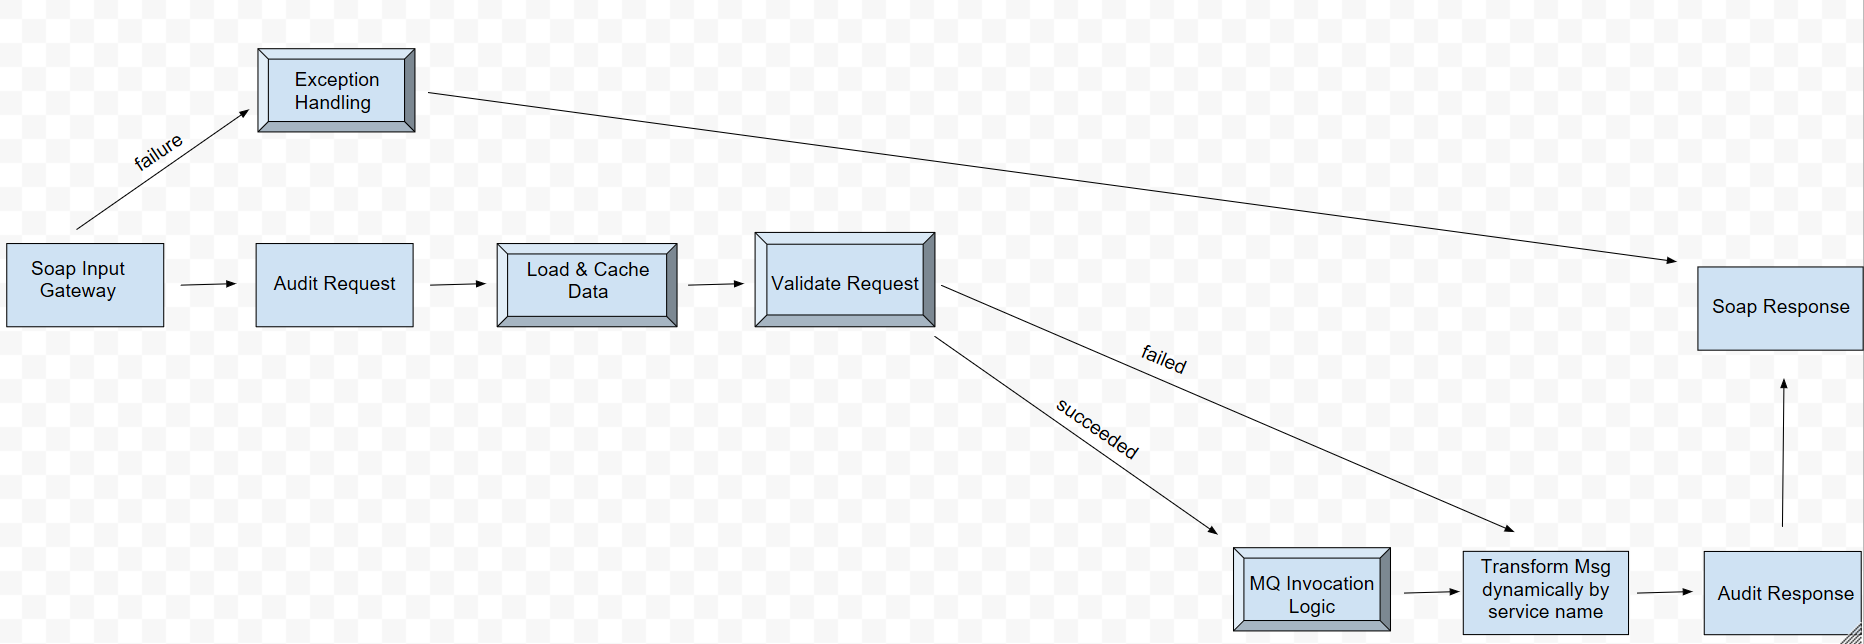 Exception
Handling
failure
Soap Input
Gateway
Audit Request
Load & Cache
Data
Validate Request
Soap Response
failed
succeeded
MQ Invocation
Logic
Transform Msg
dynamically by
service name
Audit Response